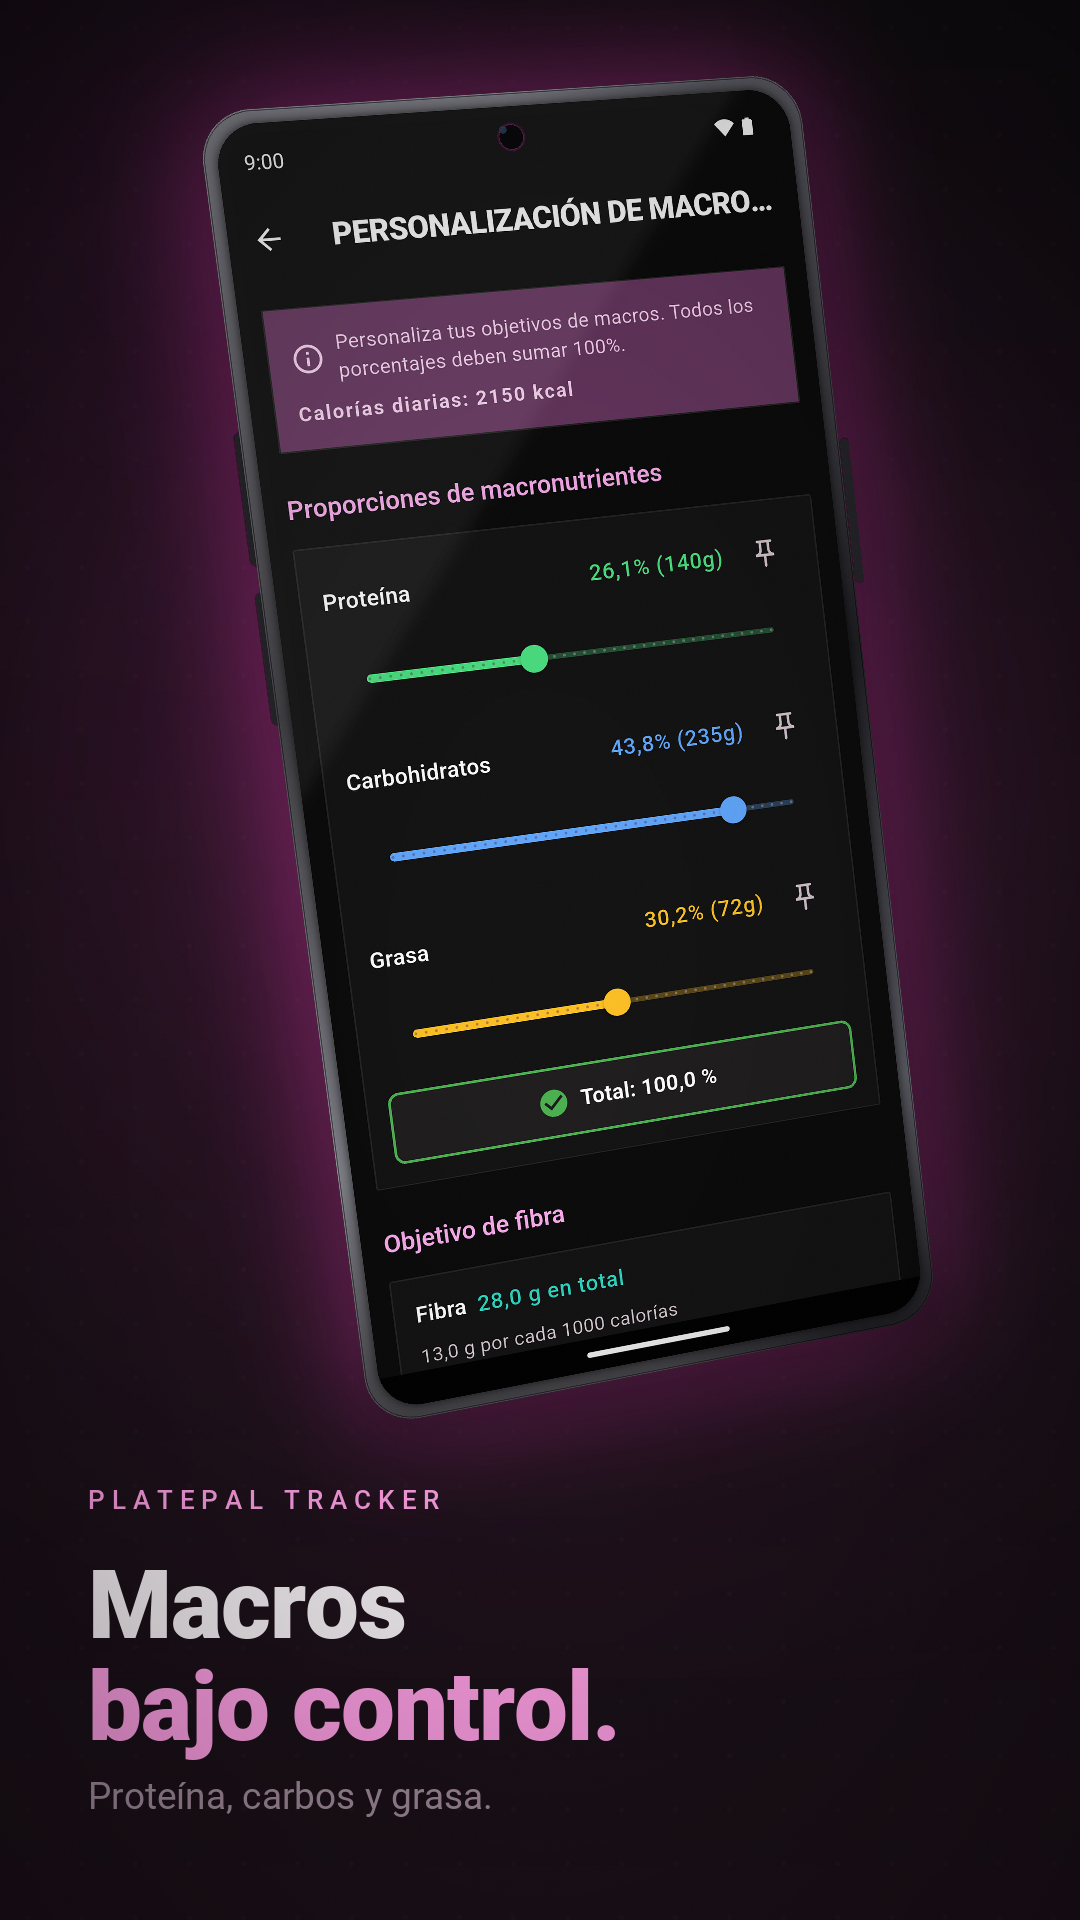 9:00
PERSONALIZACIÓN DE MACRO...
Personaliza tus objetivos de macros. Todos los
porcentajes deben sumar 100%.
Calorías diarias: 2150 kcal
Proporciones de macronutrientes
Proteína 26,1% (140g)
Carbohidratos 43,8% (235g)
Grasa 30,2% (72g)
Total: 100,0 %
Objetivo de fibra
Fibra 28,0 g en total
13,0 g por cada 1000 calorías
PLATEPAL TRACKER
Macros
bajo control.
Proteína, carbos y grasa.